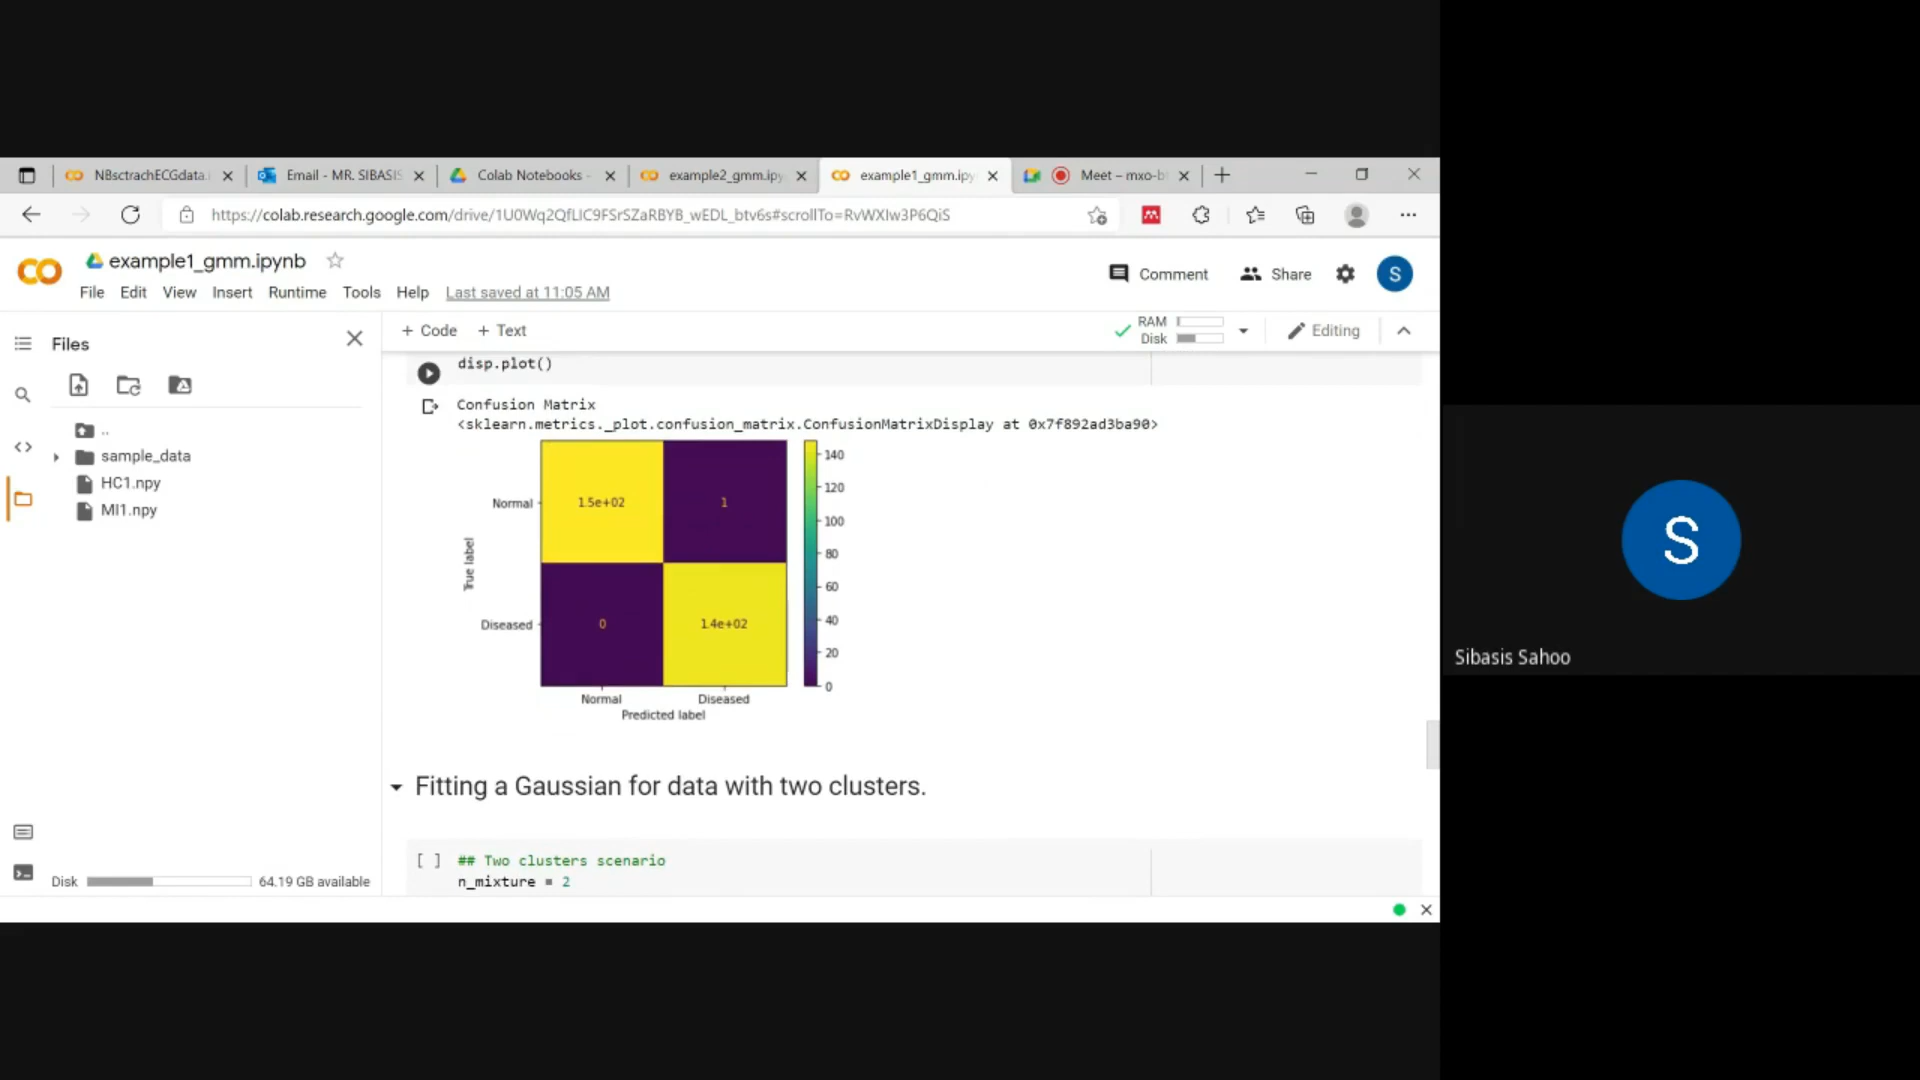 NBsctrachECGdata.i
Email - MR. SIBASIS
Colab Notebooks -
example2_gmm.ipy
example1_gmm.ipy
Meet – mxo-b
https://colab.research.google.com/drive/1U0Wq2QfLlC9FSrSZaRBYB_wEDL_btv6s#scrollTo=RvWXIw3P6QiS
example1_gmm.ipynb
Comment
Share
S
File Edit View Insert Runtime Tools Help Last saved at 11:05 AM
Files
+ Code + Text
RAM
Disk
Editing
disp.plot()
Confusion Matrix
<sklearn.metrics._plot.confusion_matrix.ConfusionMatrixDisplay at 0x7f892ad3ba90>
..
sample_data
HC1.npy
MI1.npy
Normal
Diseased
True label
1.5e+02 1
0 1.4e+02
Normal Diseased
Predicted label
140
120
100
80
60
40
20
0
Fitting a Gaussian for data with two clusters.
[ ] ## Two clusters scenario
n_mixture = 2
Disk 64.19 GB available
S
Sibasis Sahoo